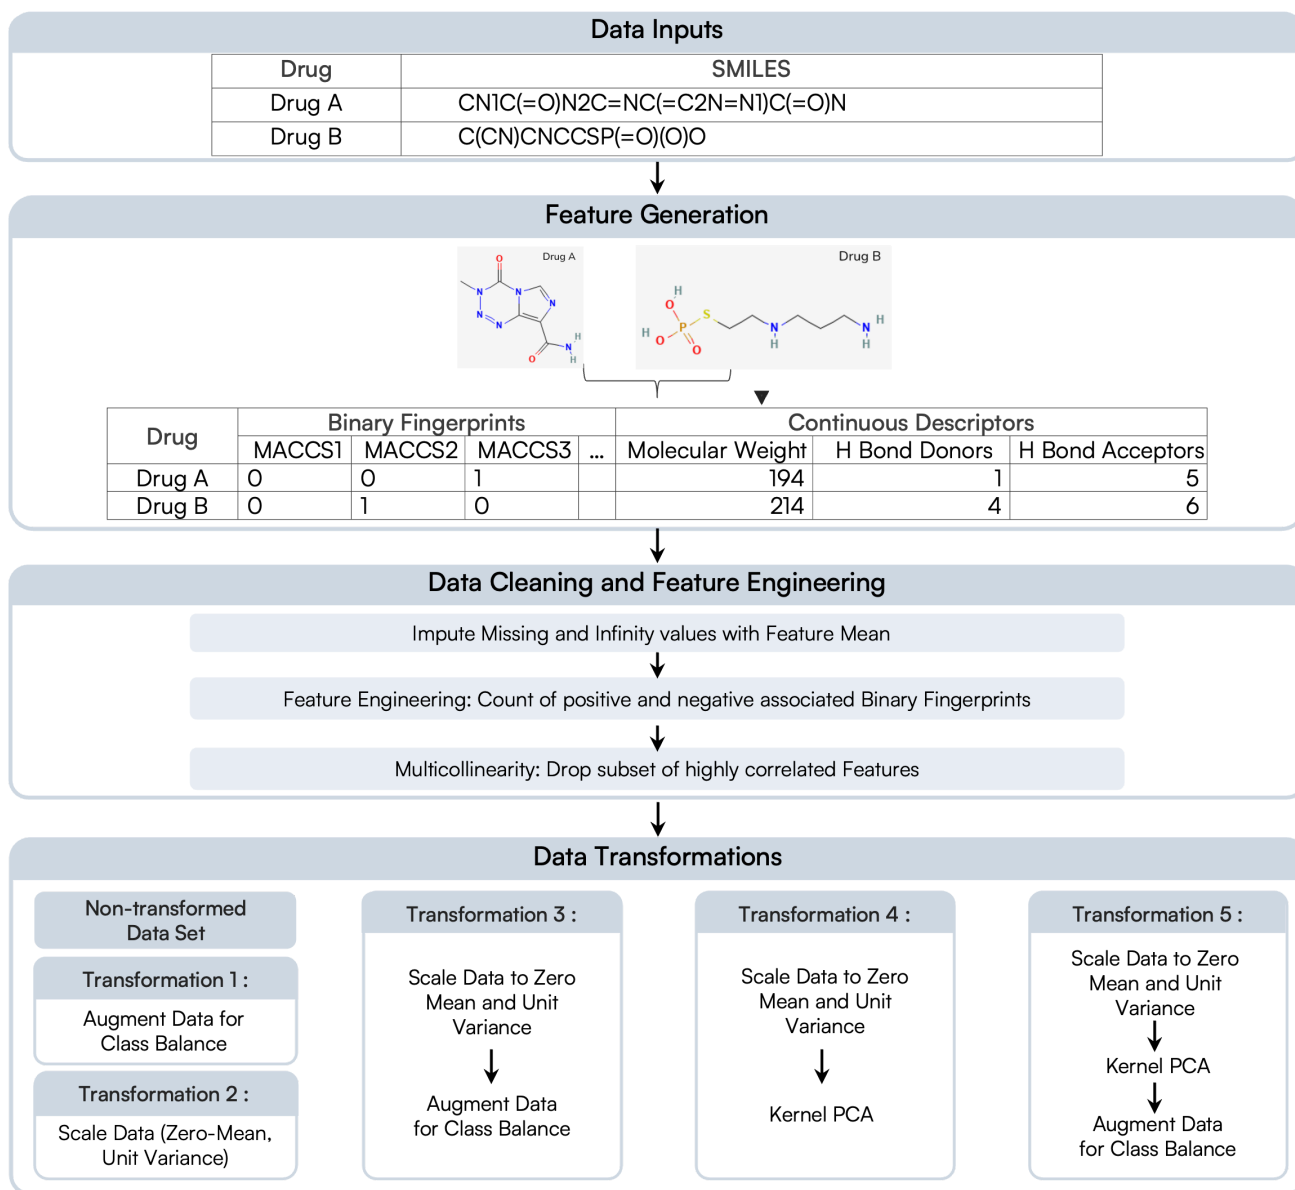 Data Inputs
Drug SMILES
Drug A CN1C(=O)N2C=NC(=C2N=N1)C(=O)N
Drug B C(CN)CNCCSP(=O)(O)O
Feature Generation
Drug A
O
N
N
N
N
N
O
N
H
H
Drug B
H
O
H
O
P
O
S
N
H
N
H
H
Drug Binary Fingerprints Continuous Descriptors
MACCS1 MACCS2 MACCS3 ... Molecular Weight H Bond Donors H Bond Acceptors
Drug A 0 0 1 194 1 5
Drug B 0 1 0 214 4 6
Data Cleaning and Feature Engineering
Impute Missing and Infinity values with Feature Mean
Feature Engineering: Count of positive and negative associated Binary Fingerprints
Multicollinearity: Drop subset of highly correlated Features
Data Transformations
Non-transformed
Data Set
Transformation 1 :
Augment Data for
Class Balance
Transformation 2 :
Scale Data (Zero-Mean,
Unit Variance)
Transformation 3 :
Scale Data to Zero
Mean and Unit
Variance
Augment Data
for Class Balance
Transformation 4 :
Scale Data to Zero
Mean and Unit
Variance
Kernel PCA
Transformation 5 :
Scale Data to Zero
Mean and Unit
Variance
Kernel PCA
Augment Data
for Class Balance